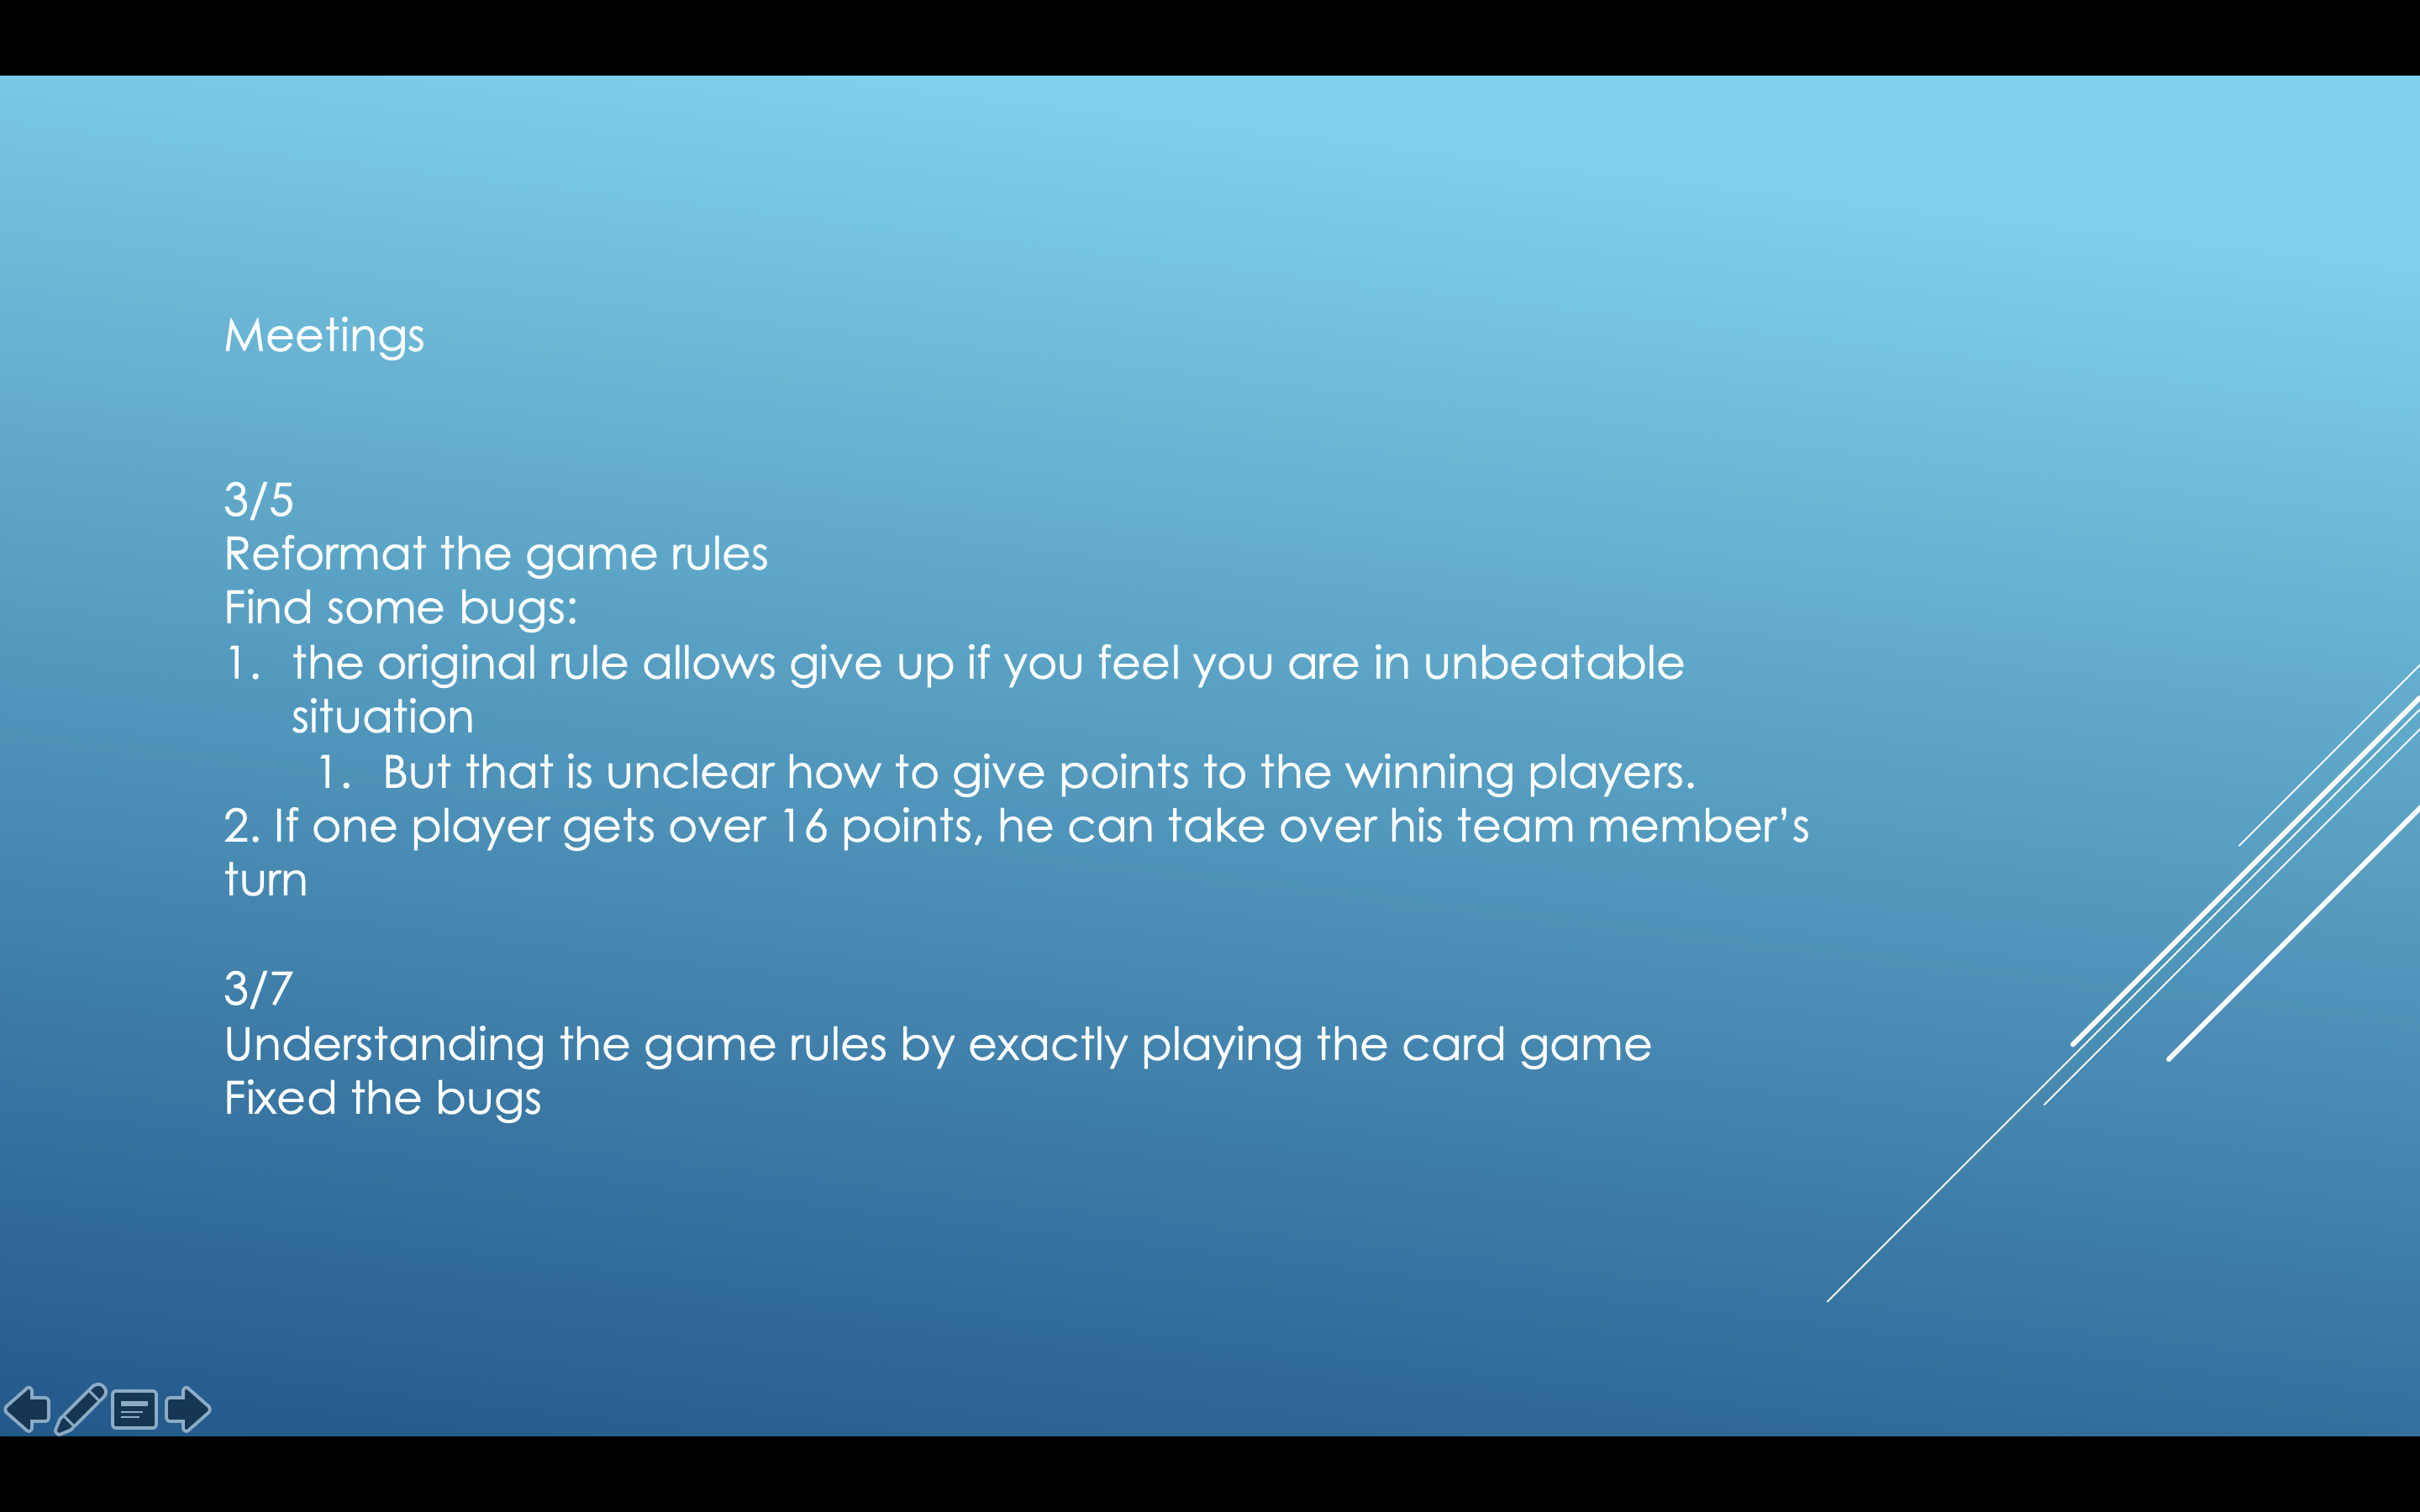 Meetings
3/5
Reformat the game rules
Find some bugs:
1. the original rule allows give up if you feel you are in unbeatable
situation
1. But that is unclear how to give points to the winning players.
2. If one player gets over 16 points, he can take over his team member’s
turn
3/7
Understanding the game rules by exactly playing the card game
Fixed the bugs